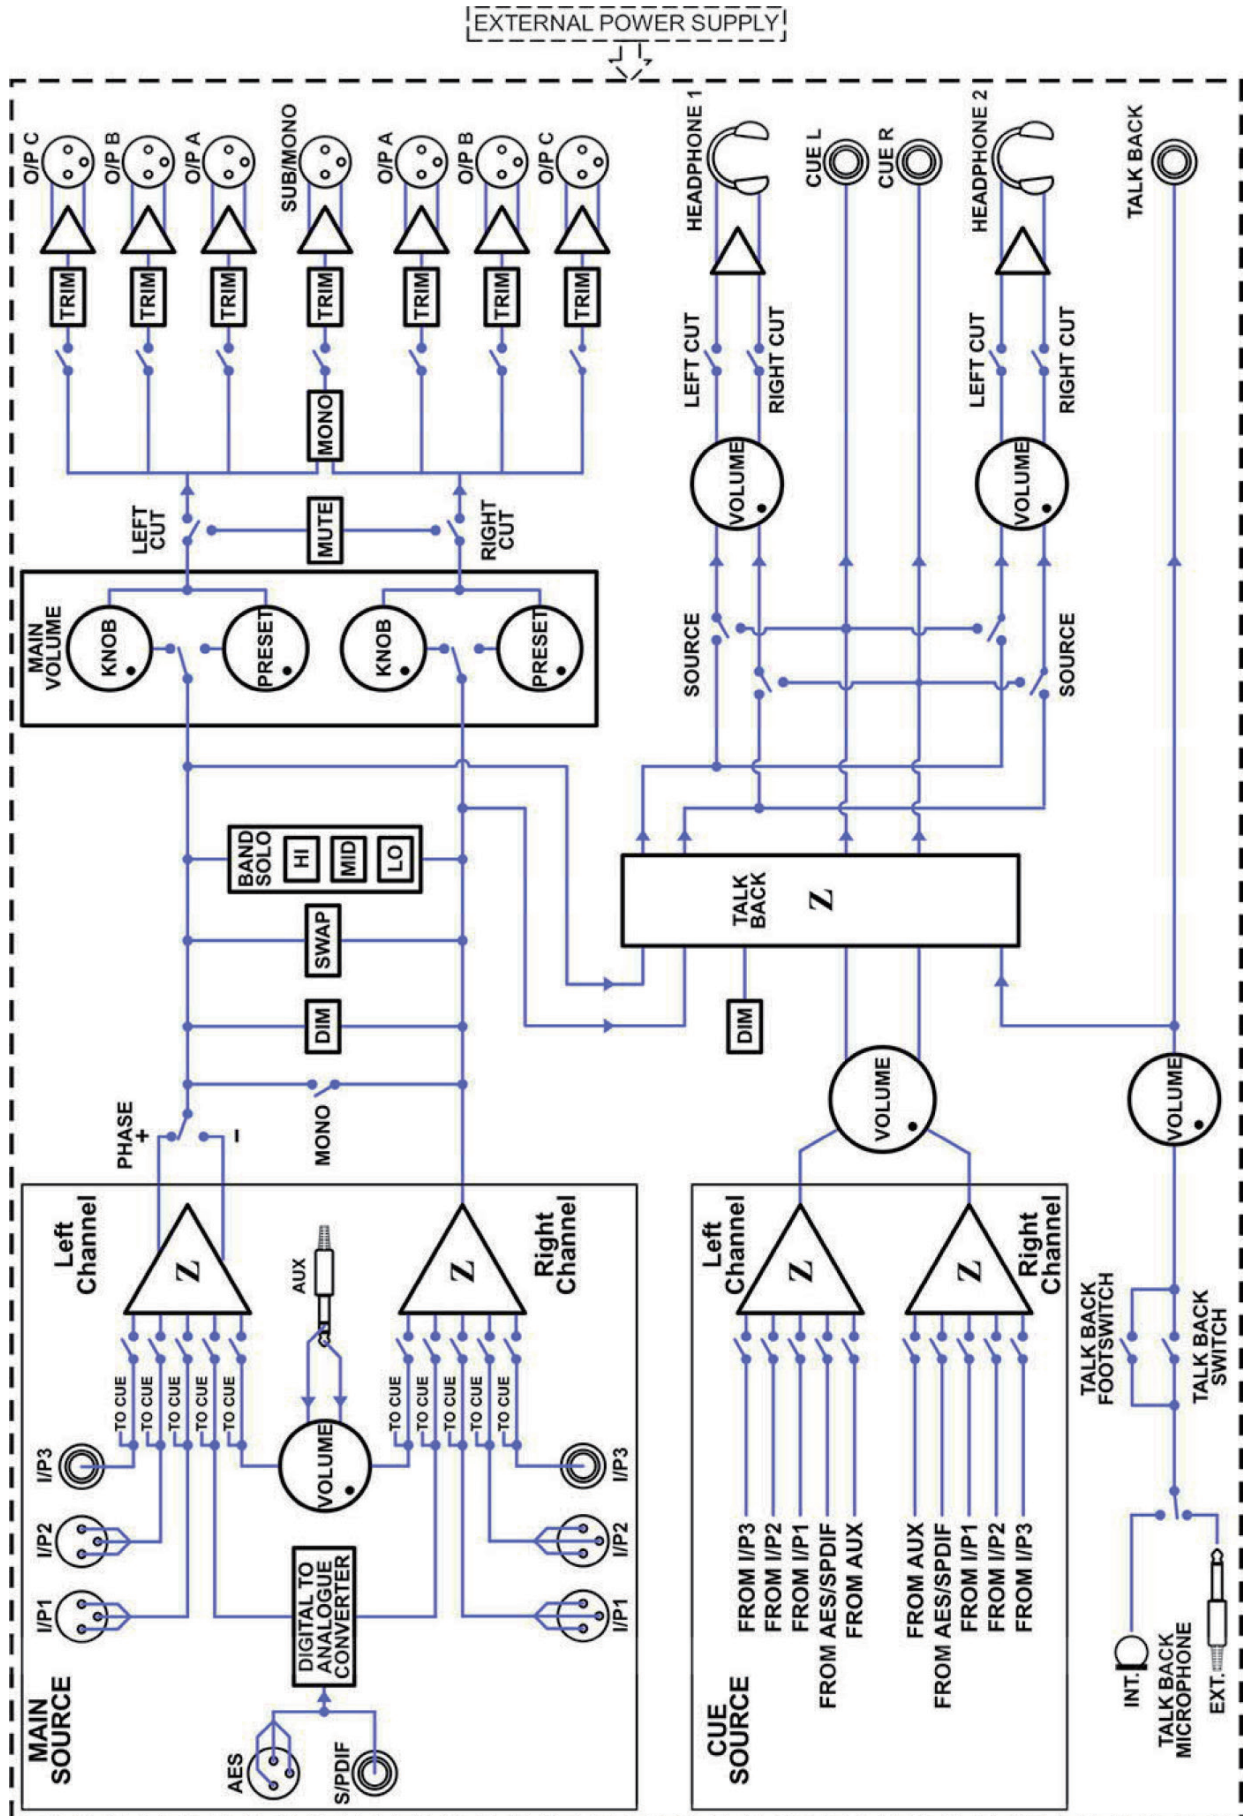 EXTERNAL POWER SUPPLY
O/P C
O/P B
O/P A
SUB/MONO
O/P A
O/P B
O/P C
HEADPHONE 1
CUE L
CUE R
HEADPHONE 2
TALK BACK
TRIM
TRIM
TRIM
TRIM
TRIM
TRIM
TRIM
LEFT CUT
RIGHT CUT
LEFT CUT
RIGHT CUT
MONO
VOLUME
VOLUME
LEFT
CUT
MUTE
RIGHT
CUT
MAIN
VOLUME
KNOB
PRESET
KNOB
PRESET
SOURCE
SOURCE
BAND
SOLO
HI
MID
LO
TALK
BACK
Z
SWAP
DIM
DIM
PHASE
+
–
MONO
VOLUME
VOLUME
Left
Channel
Z
AUX
Z
Right
Channel
Left
Channel
Z
Z
Right
Channel
TALK BACK
FOOTSWITCH
TALK BACK
SWITCH
TO CUE
TO CUE
TO CUE
TO CUE
TO CUE
TO CUE
TO CUE
TO CUE
TO CUE
TO CUE
I/P3
VOLUME
I/P3
I/P2
I/P2
I/P1
I/P1
DIGITAL TO
ANALOGUE
CONVERTER
FROM I/P3
FROM I/P2
FROM I/P1
FROM AES/SPDIF
FROM AUX
FROM AUX
FROM AES/SPDIF
FROM I/P1
FROM I/P2
FROM I/P3
MAIN
SOURCE
AES
S/PDIF
CUE
SOURCE
INT.
TALK BACK
MICROPHONE
EXT.